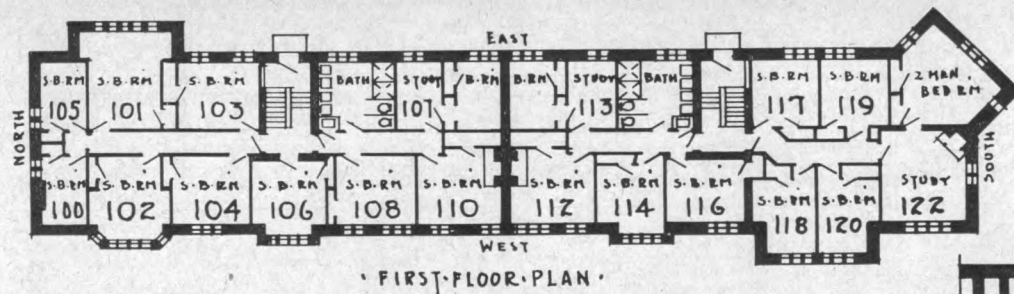 EAST
S.B.RM
105
S.B.RM
101
S.B.RM
103
BATH
STUDY
107
B.RM
B.RM
STUDY
113
BATH
S.B.RM
117
S.B.RM
119
2 MAN
BED RM
NORTH
SOUTH
S.B.RM
100
S.B.RM
102
S.B.RM
104
S.B.RM
106
S.B.RM
108
S.B.RM
110
S.B.RM
112
S.B.RM
114
S.B.RM
116
S.B.RM
118
S.B.RM
120
STUDY
122
WEST
· FIRST · FLOOR · PLAN ·